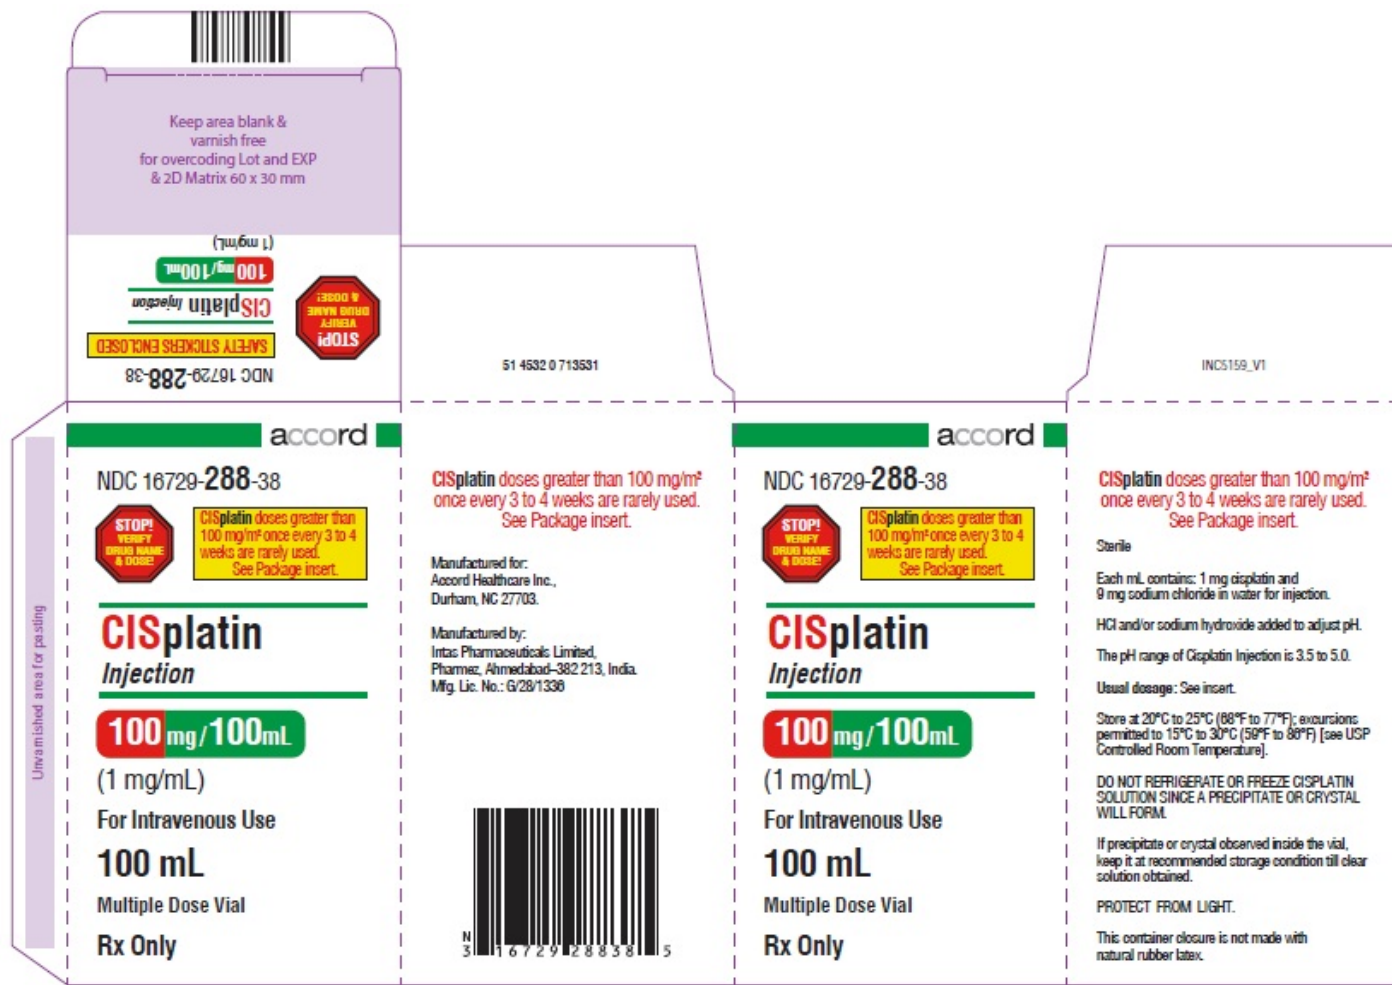 Keep area blank &
varnish free
for overcoding Lot and EXP
& 2D Matrix 60 x 30 mm
NDC 16729-288-38
SAFETY STICKERS ENCLOSED
STOP!
VERIFY
DRUG NAME
& DOSE!
CISplatin Injection
100 mg/100mL
(1 mg/mL)
51 4532 0 713531
INC5159_V1
Unvarnished area for pasting
accord
NDC 16729-288-38
STOP!
VERIFY
DRUG NAME
& DOSE!
CISplatin doses greater than
100 mg/m² once every 3 to 4
weeks are rarely used.
See Package insert.
CISplatin
Injection
100 mg/100mL
(1 mg/mL)
For Intravenous Use
100 mL
Multiple Dose Vial
Rx Only
CISplatin doses greater than 100 mg/m²
once every 3 to 4 weeks are rarely used.
See Package insert.
Manufactured for:
Accord Healthcare Inc.,
Durham, NC 27703.
Manufactured by:
Intas Pharmaceuticals Limited,
Pharmez, Ahmedabad–382 213, India.
Mfg. Lic. No.: G/28/1336
N
3 16729 28838 5
accord
NDC 16729-288-38
STOP!
VERIFY
DRUG NAME
& DOSE!
CISplatin doses greater than
100 mg/m² once every 3 to 4
weeks are rarely used.
See Package insert.
CISplatin
Injection
100 mg/100mL
(1 mg/mL)
For Intravenous Use
100 mL
Multiple Dose Vial
Rx Only
CISplatin doses greater than 100 mg/m²
once every 3 to 4 weeks are rarely used.
See Package insert.
Sterile
Each mL contains: 1 mg cisplatin and
9 mg sodium chloride in water for injection.
HCl and/or sodium hydroxide added to adjust pH.
The pH range of Cisplatin Injection is 3.5 to 5.0.
Usual dosage: See insert.
Store at 20°C to 25°C (68°F to 77°F); excursions
permitted to 15°C to 30°C (59°F to 86°F) [see USP
Controlled Room Temperature].
DO NOT REFRIGERATE OR FREEZE CISPLATIN
SOLUTION SINCE A PRECIPITATE OR CRYSTAL
WILL FORM.
If precipitate or crystal observed inside the vial,
keep it at recommended storage condition till clear
solution obtained.
PROTECT FROM LIGHT.
This container closure is not made with
natural rubber latex.